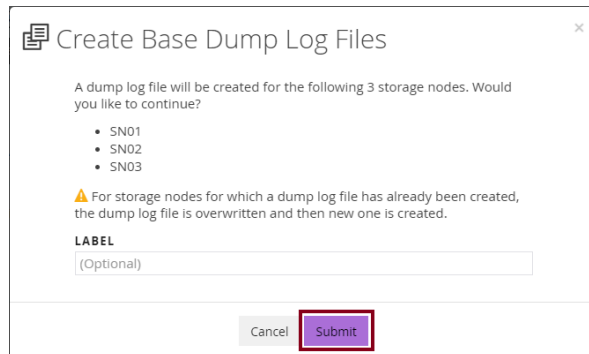 Create Base Dump Log Files
×
A dump log file will be created for the following 3 storage nodes. Would
you like to continue?
• SN01
• SN02
• SN03
For storage nodes for which a dump log file has already been created,
the dump log file is overwritten and then new one is created.
LABEL
(Optional)
Cancel Submit